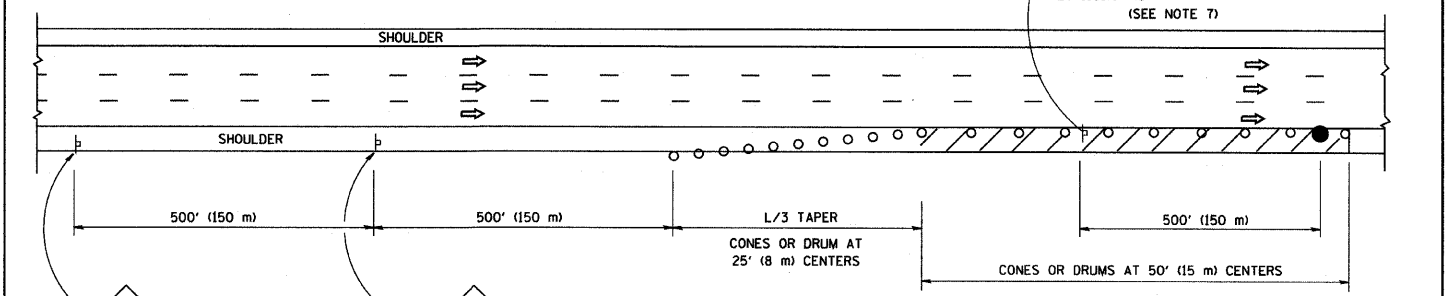 (SEE NOTE 7)
SHOULDER
SHOULDER
500' (150 m)
500' (150 m)
L/3 TAPER
CONES OR DRUM AT
25' (8 m) CENTERS
500' (150 m)
CONES OR DRUMS AT 50' (15 m) CENTERS